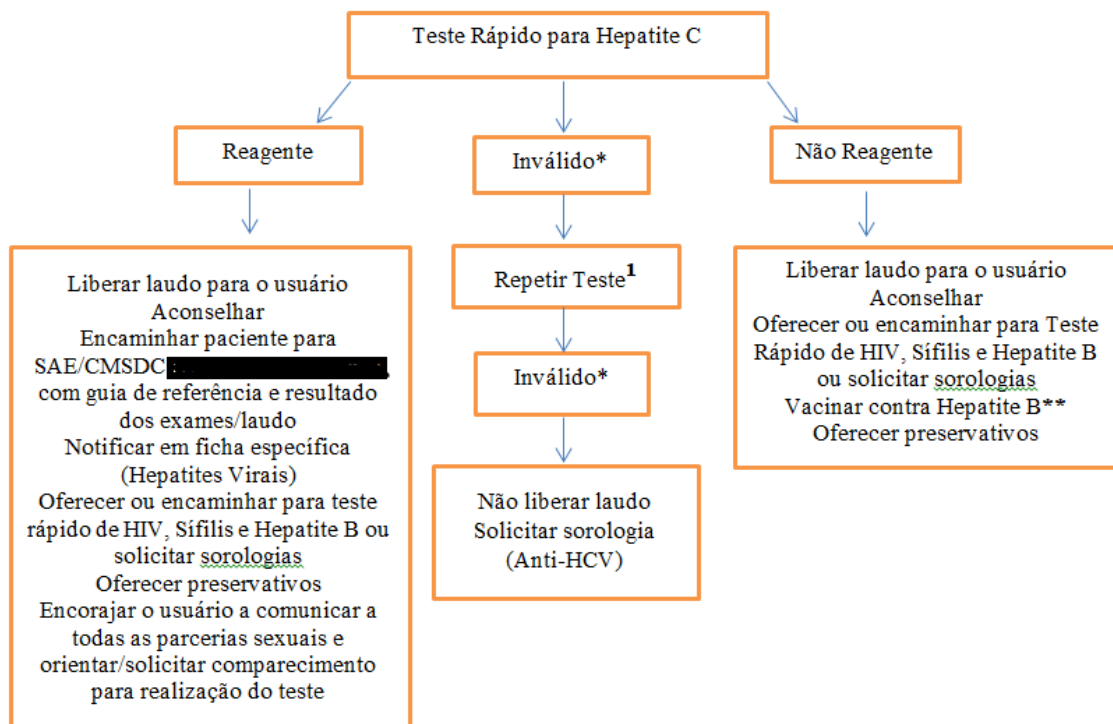 Teste Rápido para Hepatite C
Reagente
Inválido*
Não Reagente
Liberar laudo para o usuário
Aconselhar
Encaminhar paciente para
SAE/CMSDC
com guia de referência e resultado
dos exames/laudo
Notificar em ficha específica
(Hepatites Virais)
Oferecer ou encaminhar para teste
rápido de HIV, Sífilis e Hepatite B ou
solicitar sorologias
Oferecer preservativos
Encorajar o usuário a comunicar a
todas as parcerias sexuais e
orientar/solicitar comparecimento
para realização do teste
Repetir Teste¹
Inválido*
Não liberar laudo
Solicitar sorologia
(Anti-HCV)
Liberar laudo para o usuário
Aconselhar
Oferecer ou encaminhar para Teste
Rápido de HIV, Sífilis e Hepatite B
ou solicitar sorologias
Vacinar contra Hepatite B**
Oferecer preservativos